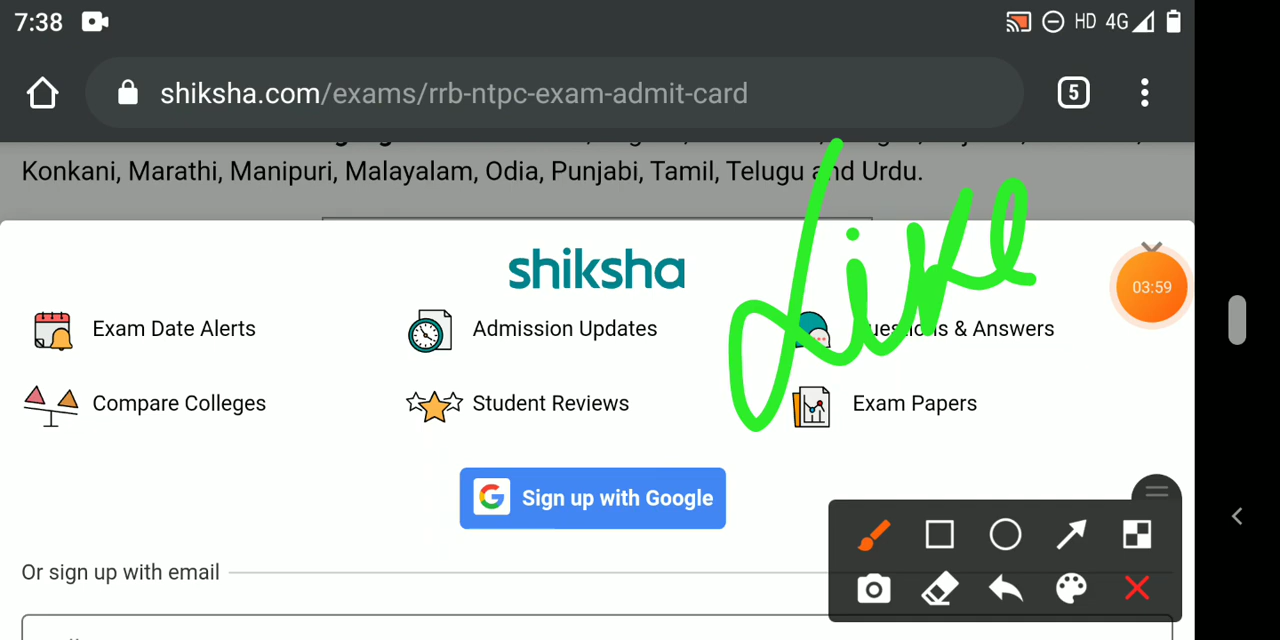 7:38 HD 4G
shiksha.com/exams/rrb-ntpc-exam-admit-card 5
Konkani, Marathi, Manipuri, Malayalam, Odia, Punjabi, Tamil, Telugu and Urdu.
shiksha
Like
03:59
Exam Date Alerts Admission Updates Questions & Answers
Compare Colleges Student Reviews Exam Papers
G Sign up with Google
Or sign up with email